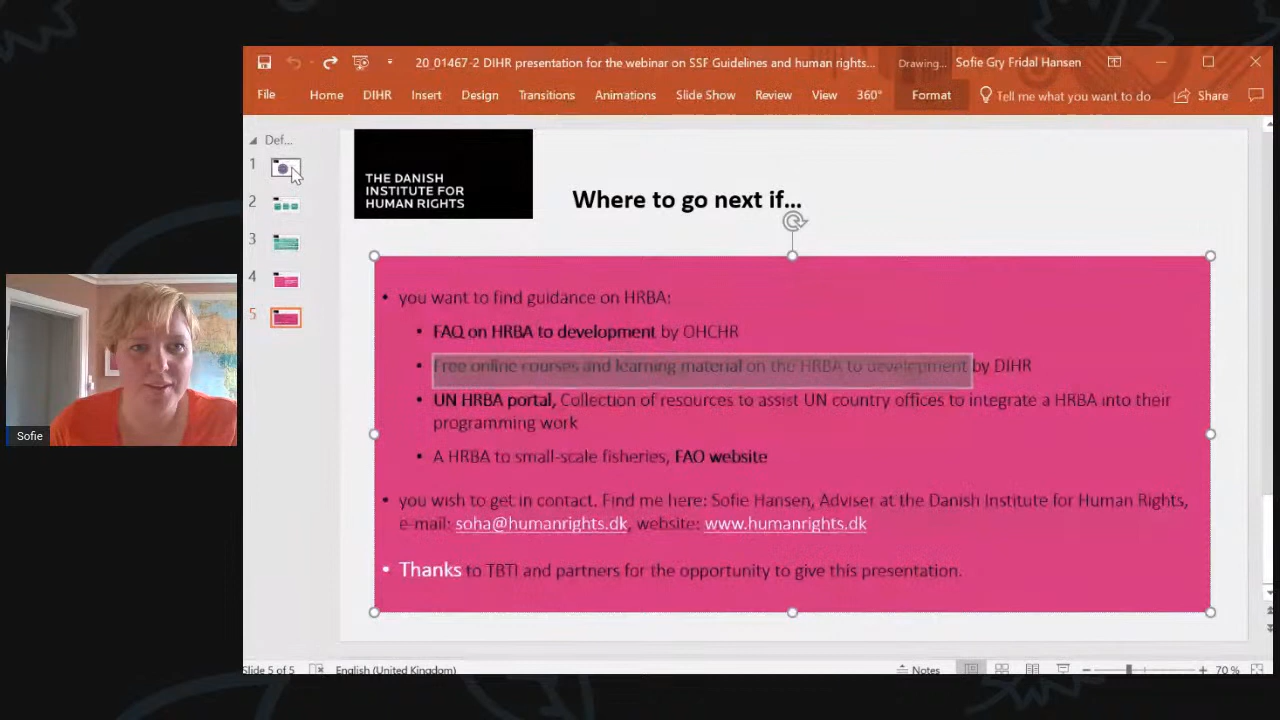 20_01467-2 DIHR presentation for the webinar on SSF Guidelines and human rights...
Drawing...
Sofie Gry Fridal Hansen
File Home DIHR Insert Design Transitions Animations Slide Show Review View 360° Format Tell me what you want to do Share
Def...
1
2
3
4
5
THE DANISH
INSTITUTE FOR
HUMAN RIGHTS
Where to go next if...
• you want to find guidance on HRBA:
• FAQ on HRBA to development by OHCHR
• Free online courses and learning material on the HRBA to development by DIHR
• UN HRBA portal, Collection of resources to assist UN country offices to integrate a HRBA into their
programming work
• A HRBA to small-scale fisheries, FAO website
• you wish to get in contact. Find me here: Sofie Hansen, Adviser at the Danish Institute for Human Rights,
e-mail: soha@humanrights.dk, website: www.humanrights.dk
• Thanks to TBTI and partners for the opportunity to give this presentation.
Sofie
Slide 5 of 5 English (United Kingdom) Notes 70 %